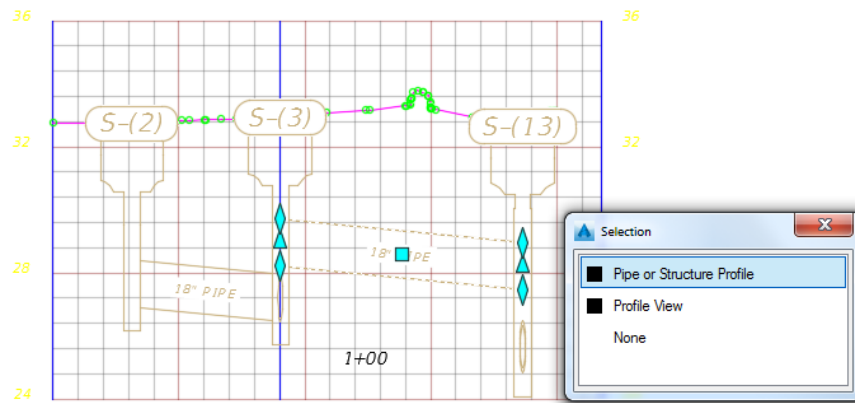 36
36
S-(2)
S-(3)
S-(13)
32
32
18" PIPE
Selection
Pipe or Structure Profile
28
18" PIPE
Profile View
None
1+00
24